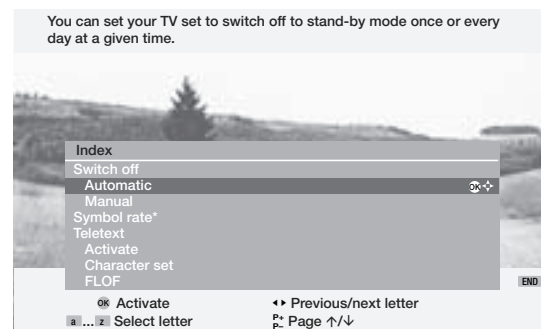 You can set your TV set to switch off to stand-by mode once or every
day at a given time.
Index
Switch off
Automatic OK
Manual
Symbol rate*
Teletext
Activate
Character set
FLOF
END
OK Activate
Previous/next letter
a ... z Select letter
P+ P– Page ↑/↓